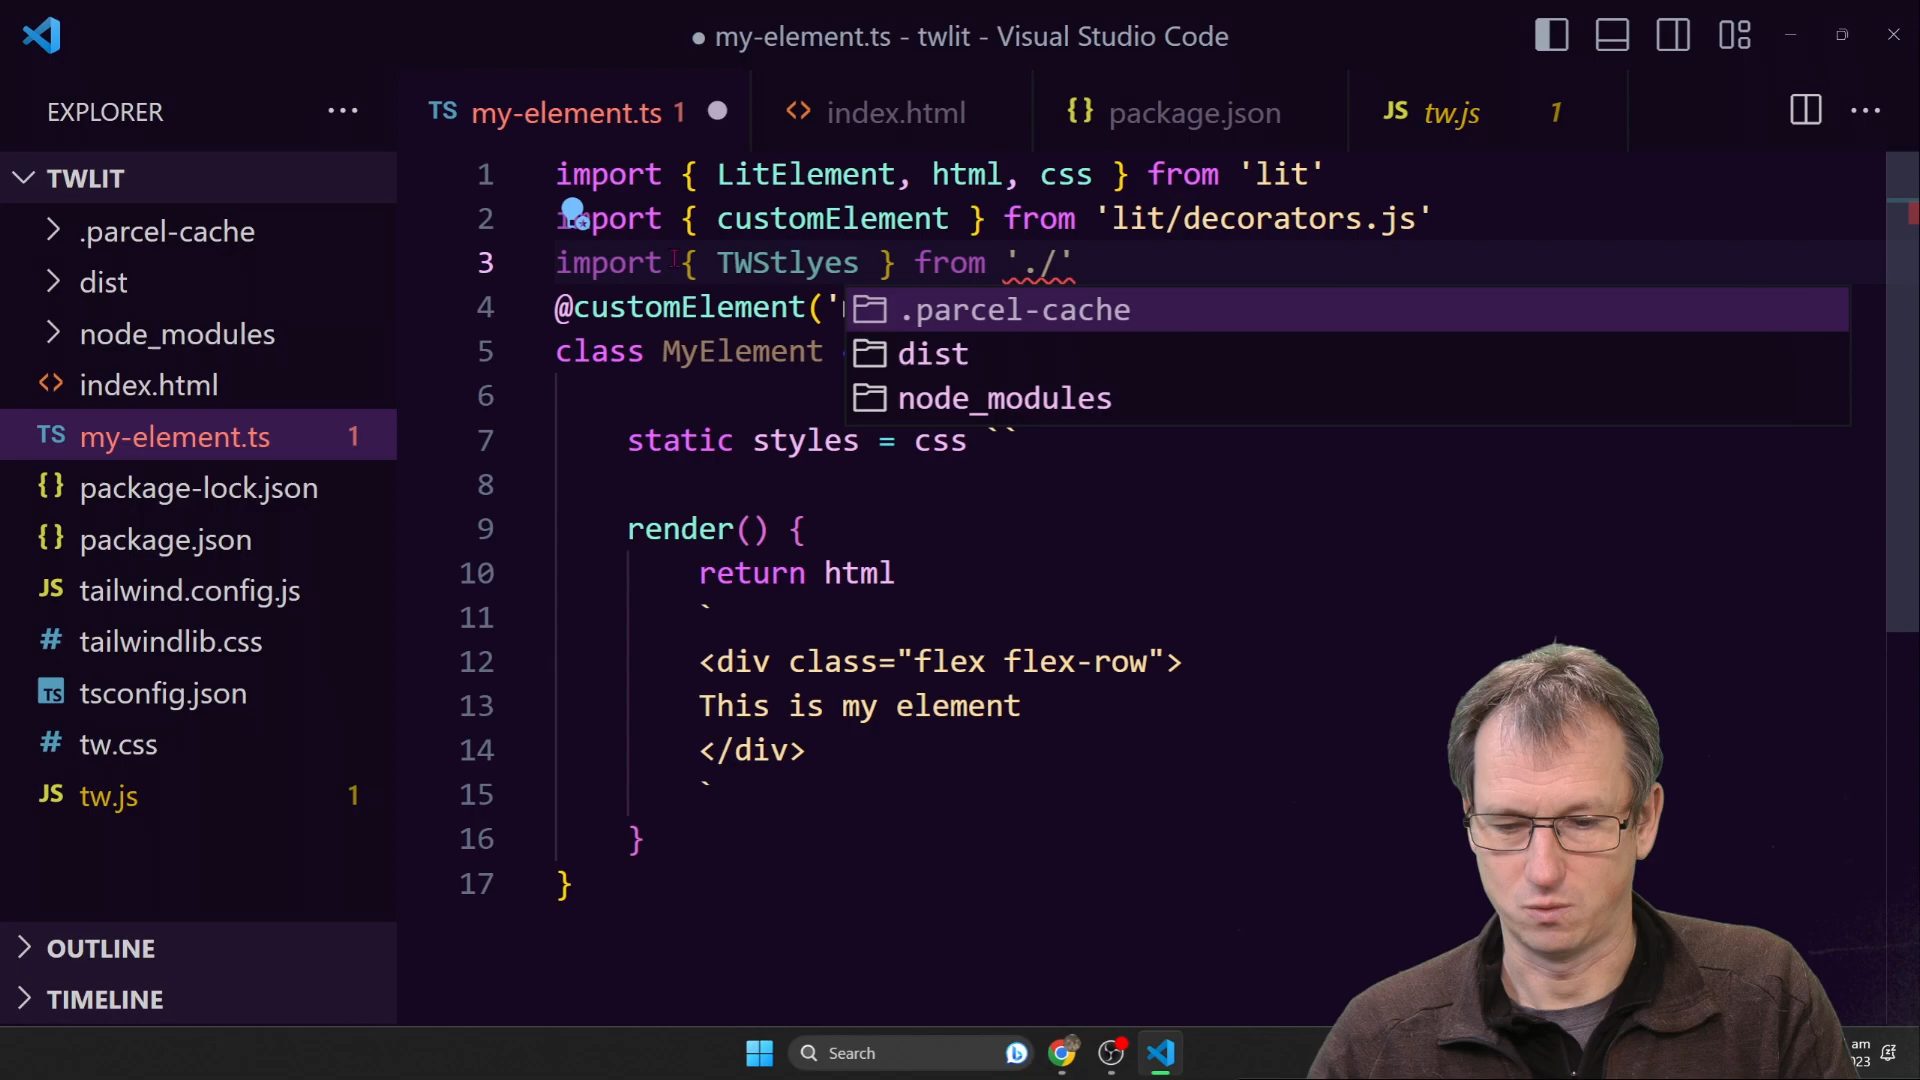 my-element.ts - twlit - Visual Studio Code
EXPLORER
TS my-element.ts 1
<> index.html
{} package.json
JS tw.js 1
TWLIT
.parcel-cache
dist
node_modules
<> index.html
TS my-element.ts 1
{} package-lock.json
{} package.json
JS tailwind.config.js
# tailwindlib.css
TS tsconfig.json
# tw.css
JS tw.js 1
OUTLINE
TIMELINE
1 import { LitElement, html, css } from 'lit'
2 import { customElement } from 'lit/decorators.js'
3 import { TWStlyes } from './'
4 @customElement('
5 class MyElement
6
7 static styles = css ``
8
9 render() {
10 return html
11 `
12 <div class="flex flex-row">
13 This is my element
14 </div>
15 `
16 }
17 }
.parcel-cache
dist
node_modules
Search
am